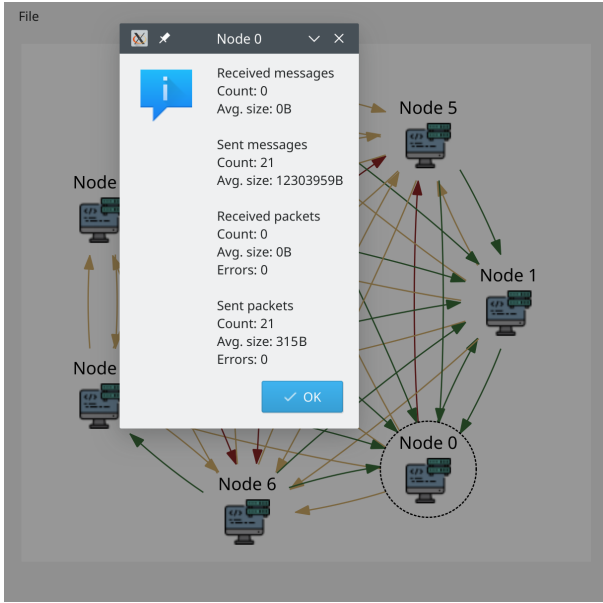 File
Node 0
Received messages
Count: 0
Avg. size: 0B
Sent messages
Count: 21
Avg. size: 12303959B
Received packets
Count: 0
Avg. size: 0B
Errors: 0
Sent packets
Count: 21
Avg. size: 315B
Errors: 0
OK
Node 5
Node
Node 1
Node
Node 0
Node 6